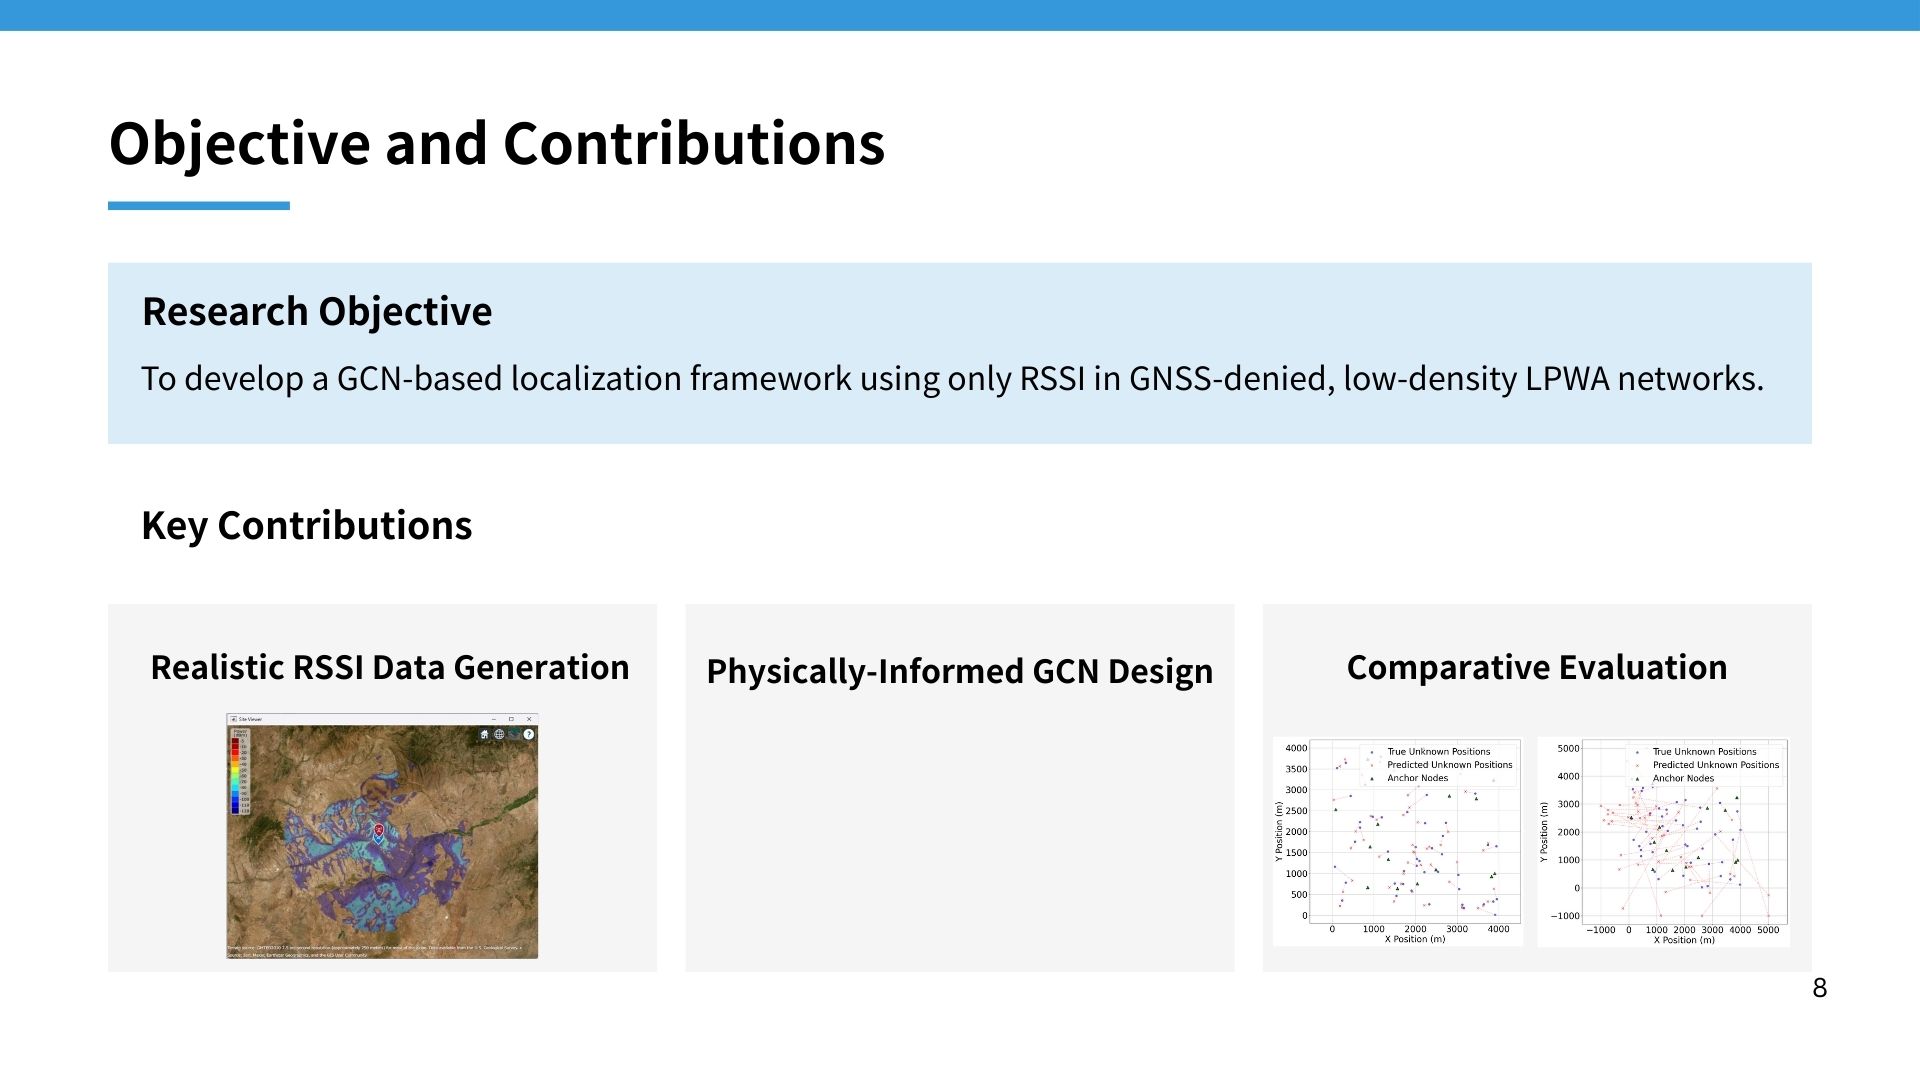 Objective and Contributions
Research Objective
To develop a GCN-based localization framework using only RSSI in GNSS-denied, low-density LPWA networks.
Key Contributions
Realistic RSSI Data Generation
Site Viewer
Power
Physically-Informed GCN Design
Comparative Evaluation
True Unknown Positions
Predicted Unknown Positions
Anchor Nodes
4000
3500
3000
2500
2000
1500
1000
500
0
Y Position (m)
0 1000 2000 3000 4000
X Position (m)
True Unknown Positions
Predicted Unknown Positions
Anchor Nodes
5000
4000
3000
2000
1000
0
−1000
Y Position (m)
−1000 0 1000 2000 3000 4000 5000
X Position (m)
8